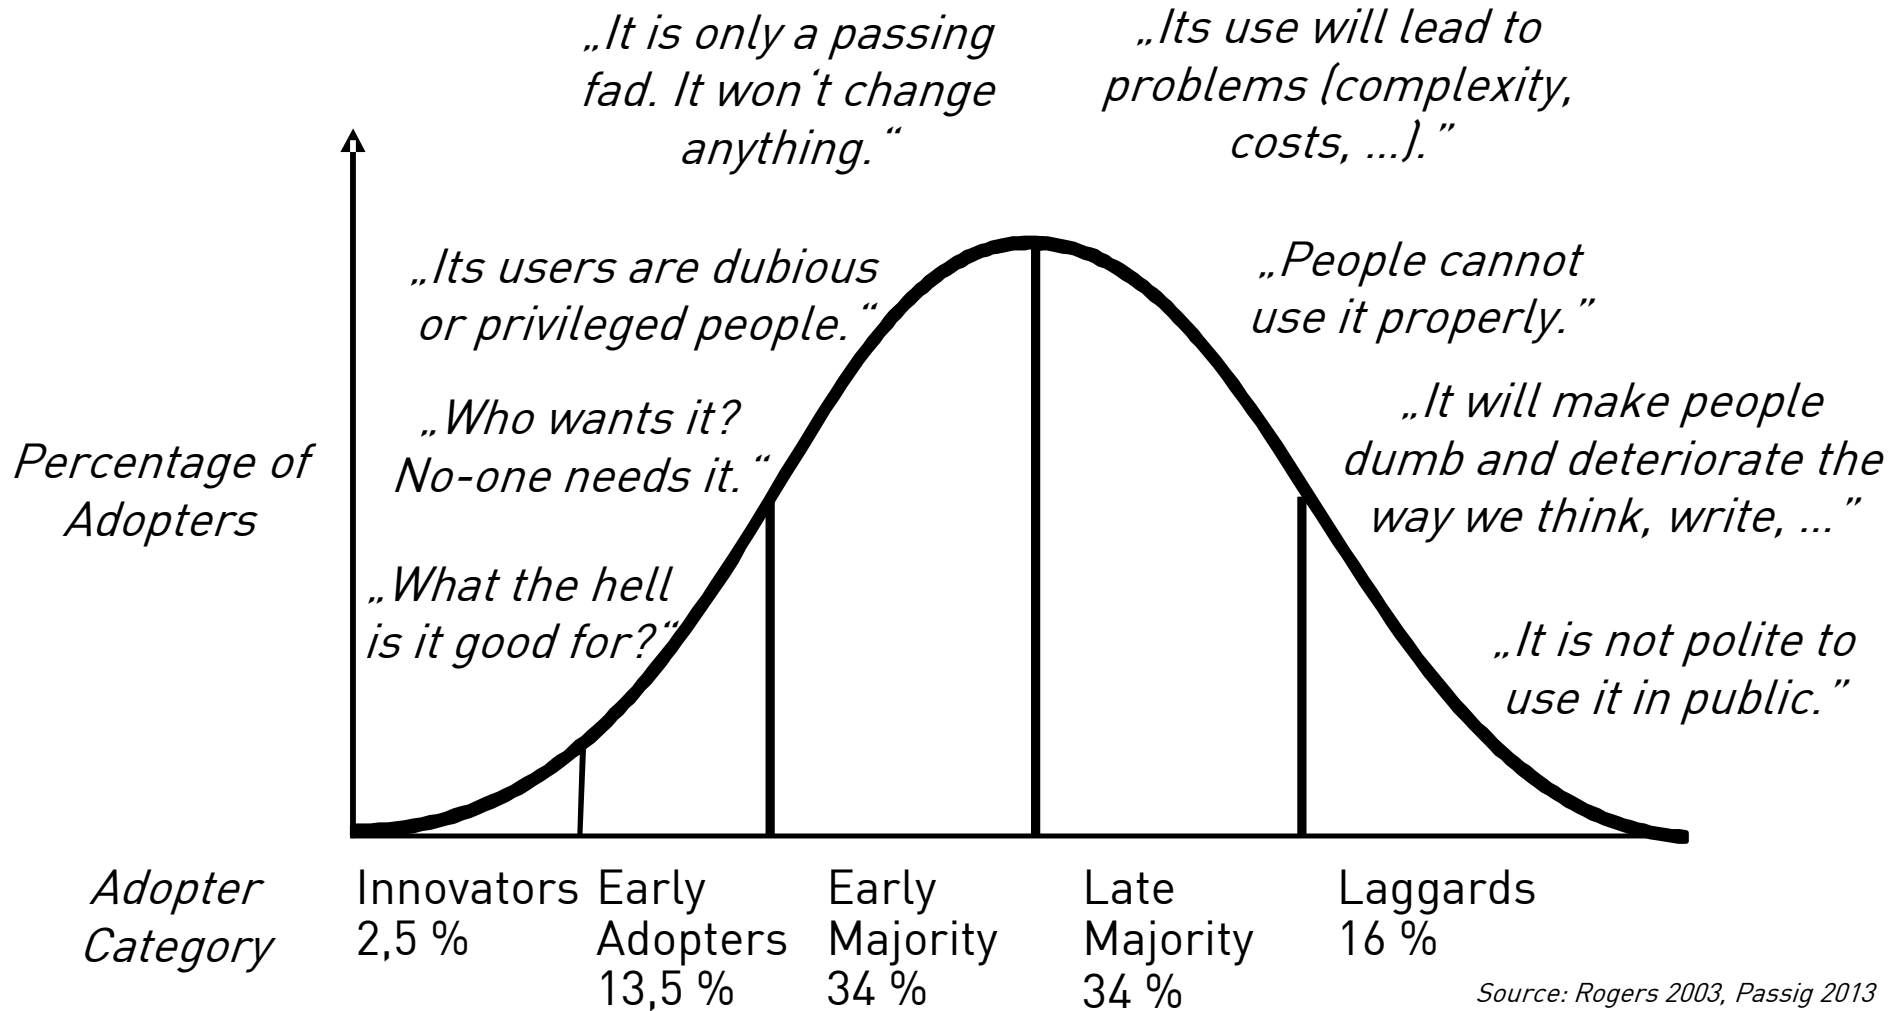 „It is only a passing
fad. It won‘t change
anything.“
„Its use will lead to
problems (complexity,
costs, ...).”
„Its users are dubious
or privileged people.“
„People cannot
use it properly.”
„Who wants it?
No-one needs it.“
„It will make people
dumb and deteriorate the
way we think, write, ...”
Percentage of
Adopters
„What the hell
is it good for?“
„It is not polite to
use it in public.”
Adopter
Category
Innovators
2,5 %
Early
Adopters
13,5 %
Early
Majority
34 %
Late
Majority
34 %
Laggards
16 %
Source: Rogers 2003, Passig 2013